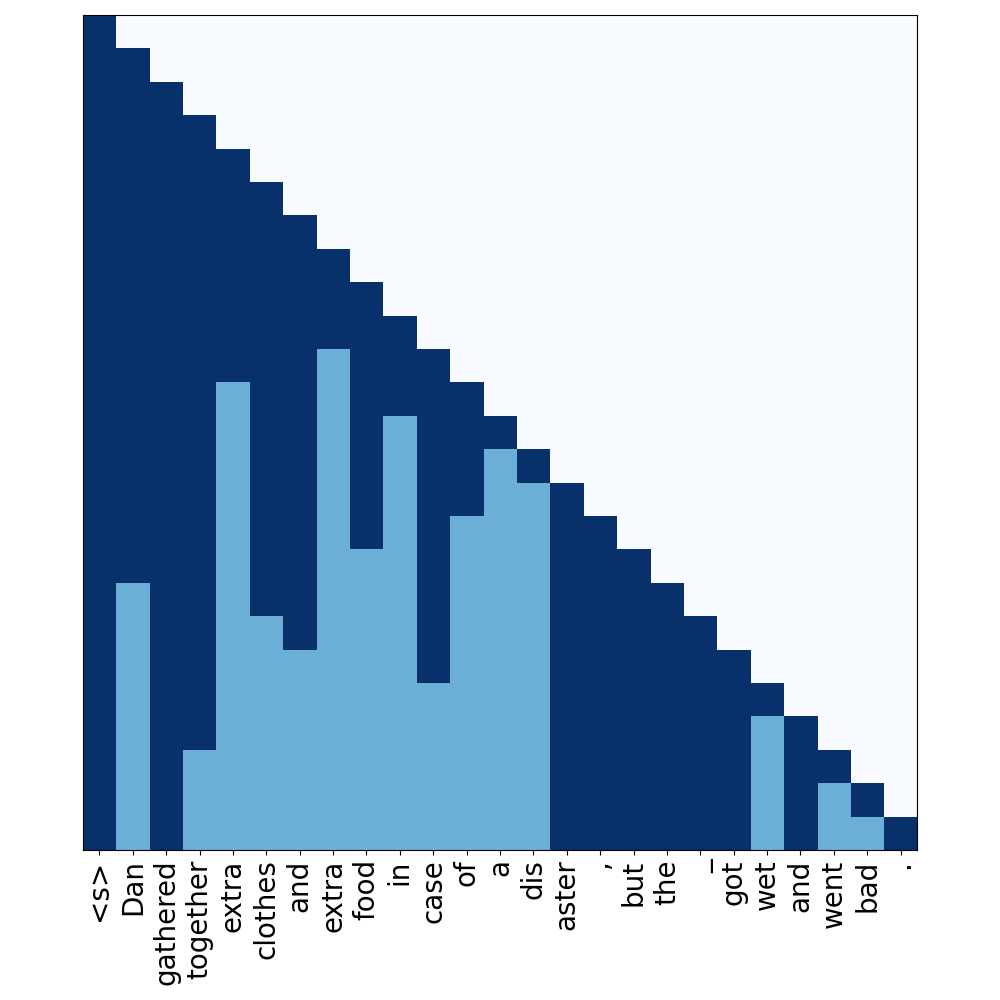 <s> Dan gathered together extra clothes and extra food in case of a dis aster , but the _ got wet and went bad .